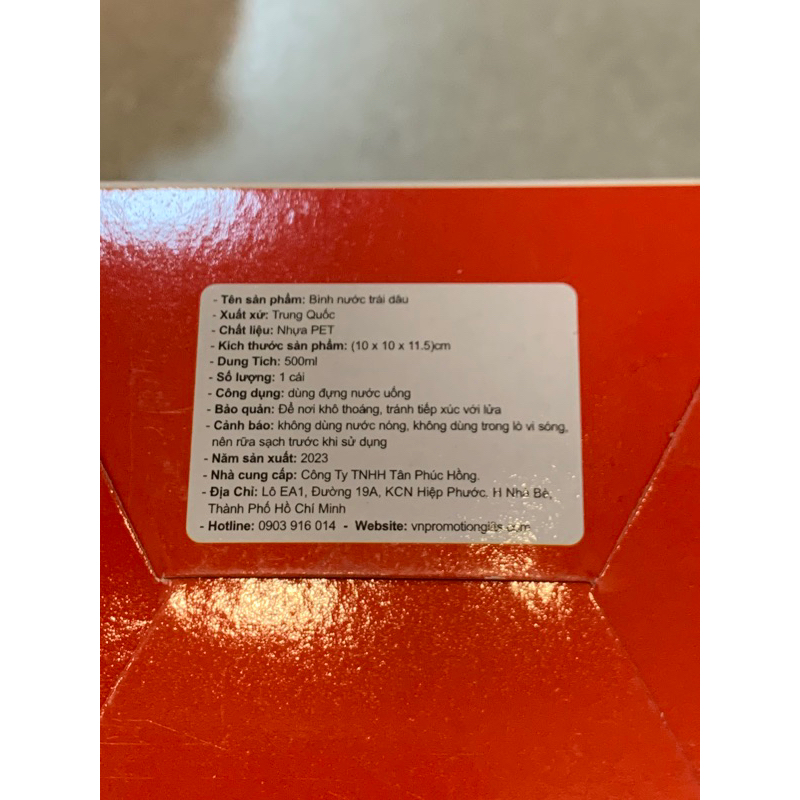 - Tên sản phẩm: Bình nước trái dâu
- Xuất xứ: Trung Quốc
- Chất liệu: Nhựa PET
- Kích thước sản phẩm: (10 x 10 x 11.5)cm
- Dung Tích: 500ml
- Số lượng: 1 cái
- Công dụng: dùng đựng nước uống
- Bảo quản: Để nơi khô thoáng, tránh tiếp xúc với lửa
- Cảnh báo: không dùng nước nóng, không dùng trong lò vi sóng,
nên rữa sạch trước khi sử dụng
- Năm sản xuất: 2023
- Nhà cung cấp: Công Ty TNHH Tân Phúc Hồng.
- Địa Chỉ: Lô EA1, Đường 19A, KCN Hiệp Phước. H Nhà Bè,
Thành Phố Hồ Chí Minh
- Hotline: 0903 916 014 - Website: